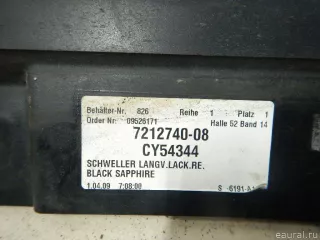 Behälter-Nr. 826 Reihe 1 Platz 1
Order Nr: 09526171 Halle 52 Band 14
7212740-08
CY54344
SCHWELLER LANGV.LACK.RE.
BLACK SAPPHIRE
1.04.09 7:08:00 S -6191-A
eaural.ru